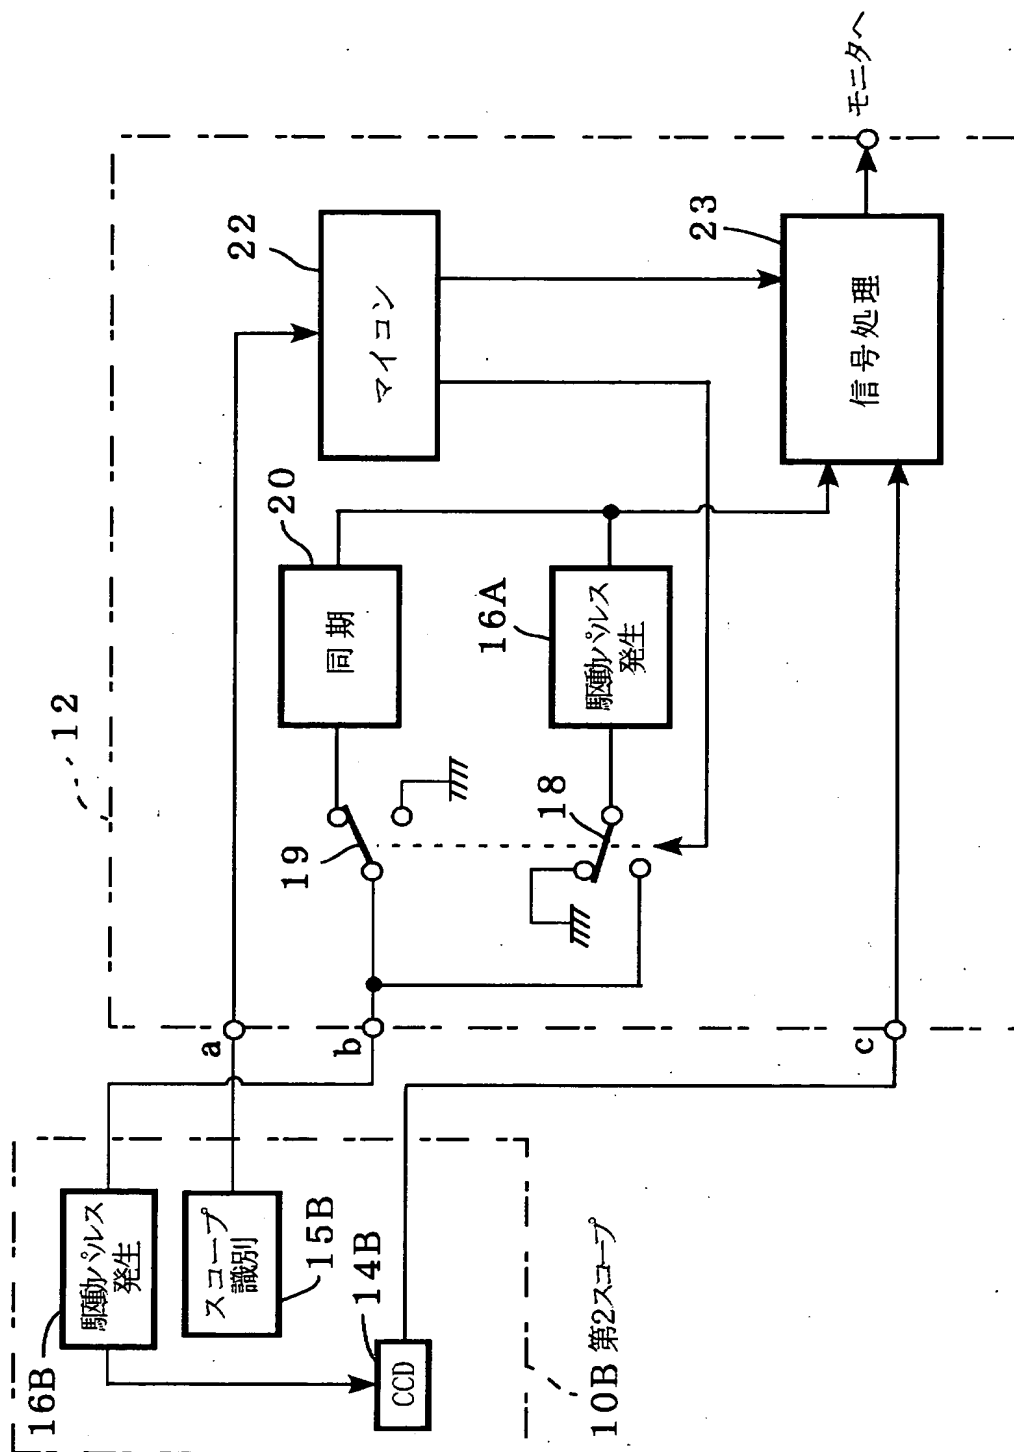 16B
駆動パルス
発生
スコープ
識別
15B
14B
CCD
10B 第2スコープ
a
b
c
12
19
20
同期
18
16A
駆動パルス
発生
22
マイコン
23
信号処理
モニタへ